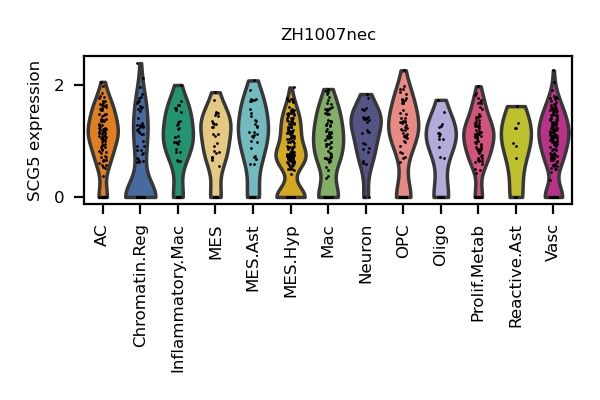 ZH1007nec
SCG5 expression
2
0
AC
Chromatin.Reg
Inflammatory.Mac
MES
MES.Ast
MES.Hyp
Mac
Neuron
OPC
Oligo
Prolif.Metab
Reactive.Ast
Vasc